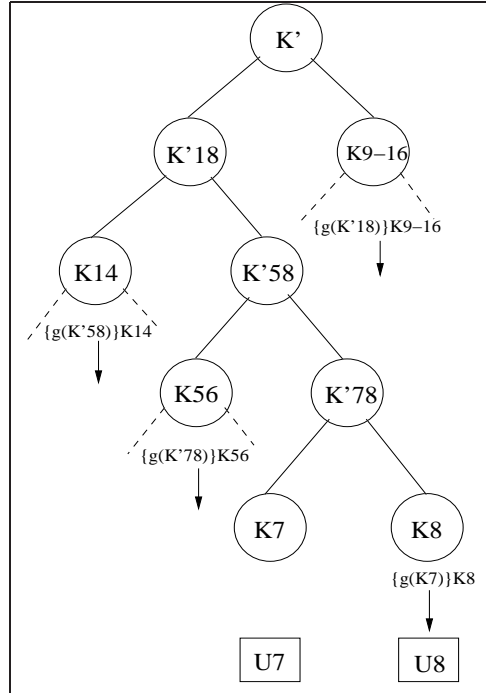 K'
K'18
K9−16
{g(K'18)}K9−16
K14
K'58
{g(K'58)}K14
K56
K'78
{g(K'78)}K56
K7
K8
{g(K7)}K8
U7
U8